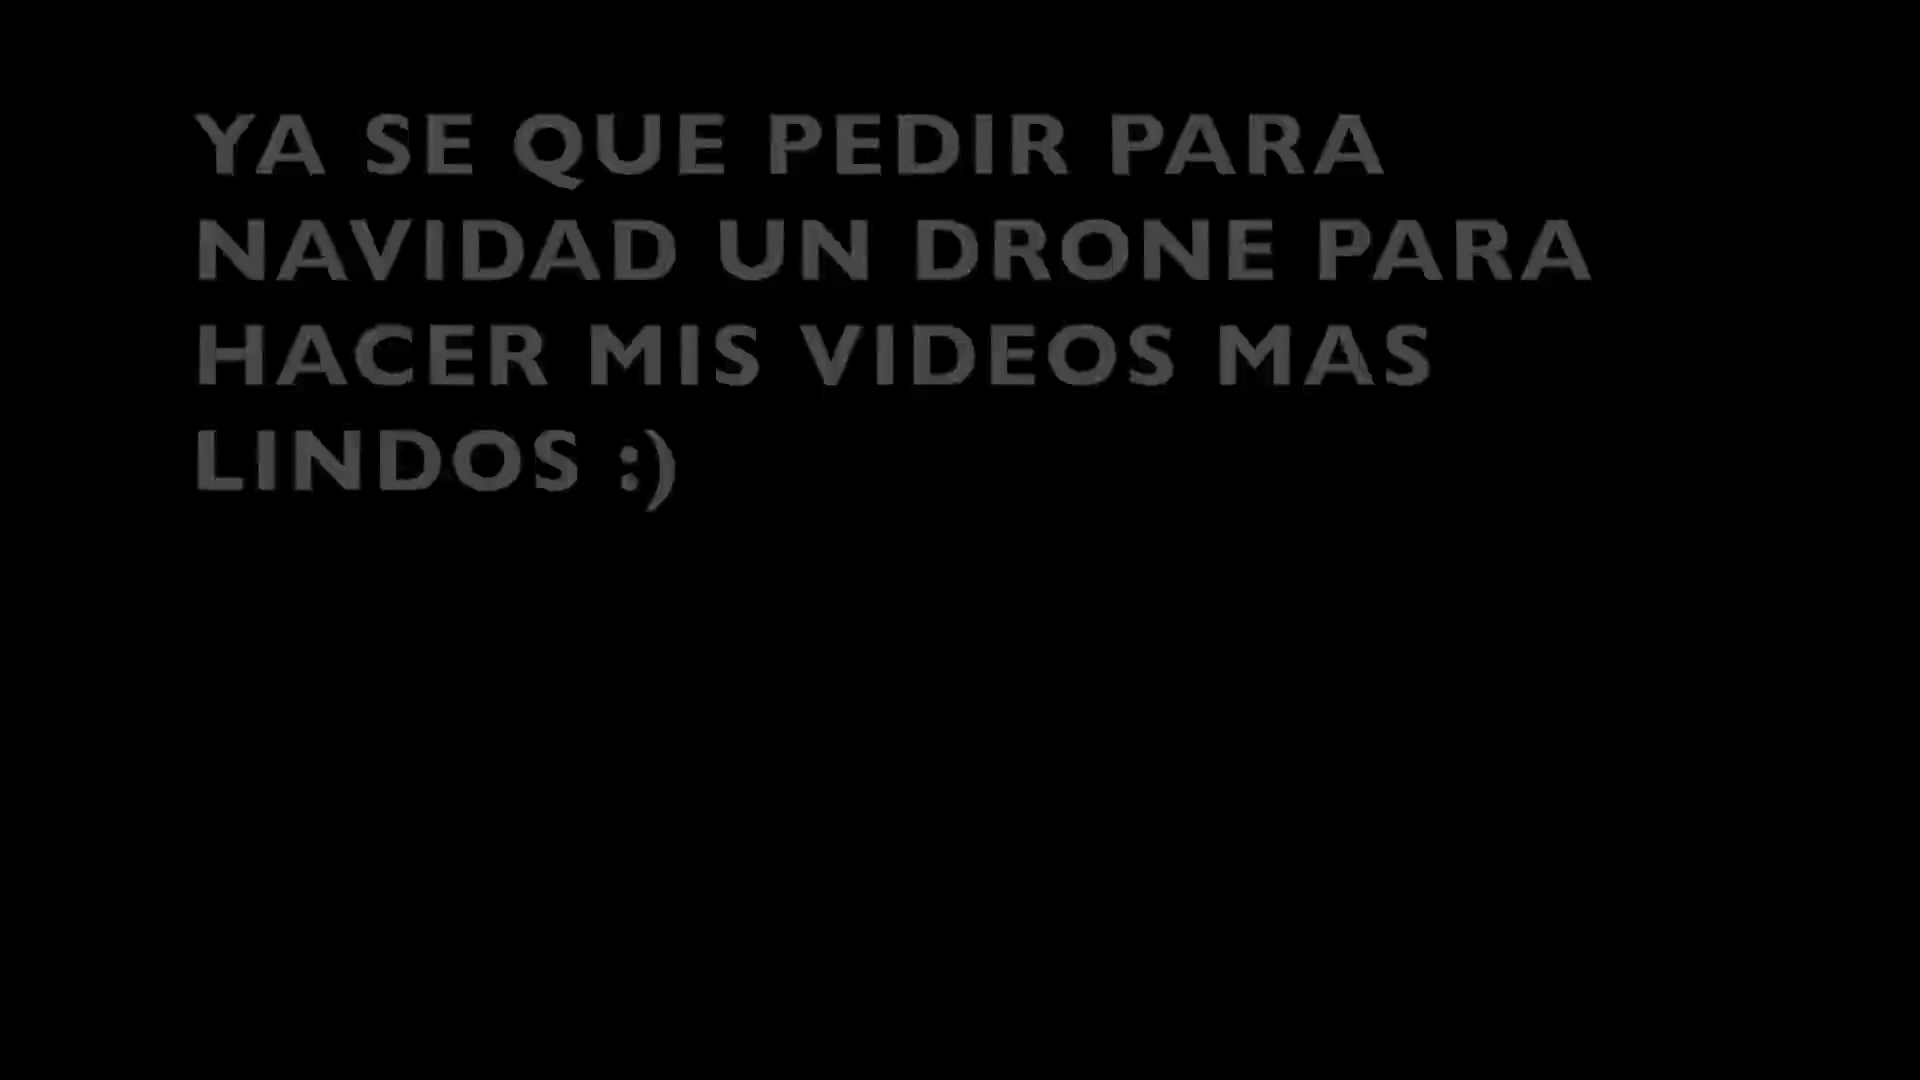 YA SE QUE PEDIR PARA
NAVIDAD UN DRONE PARA
HACER MIS VIDEOS MAS
LINDOS :)